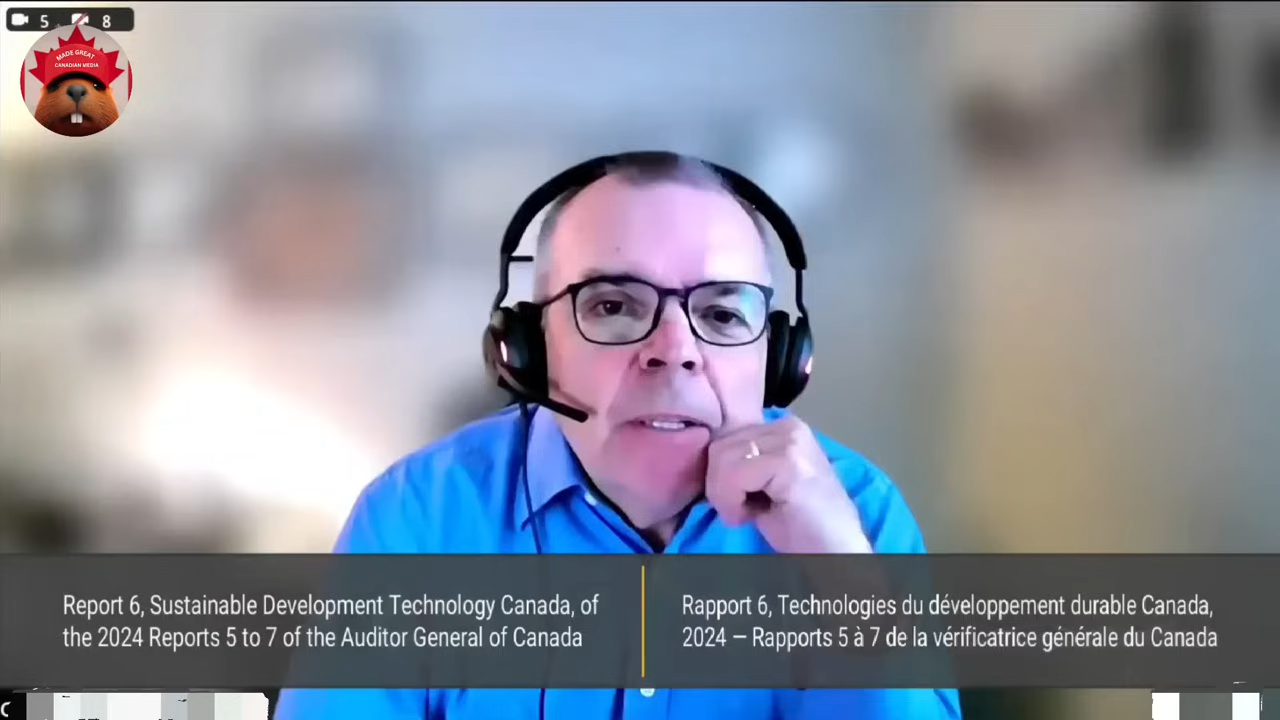 5 8
MADE GREAT
CANADIAN MEDIA
Report 6, Sustainable Development Technology Canada, of
the 2024 Reports 5 to 7 of the Auditor General of Canada
Rapport 6, Technologies du développement durable Canada,
2024 – Rapports 5 à 7 de la vérificatrice générale du Canada